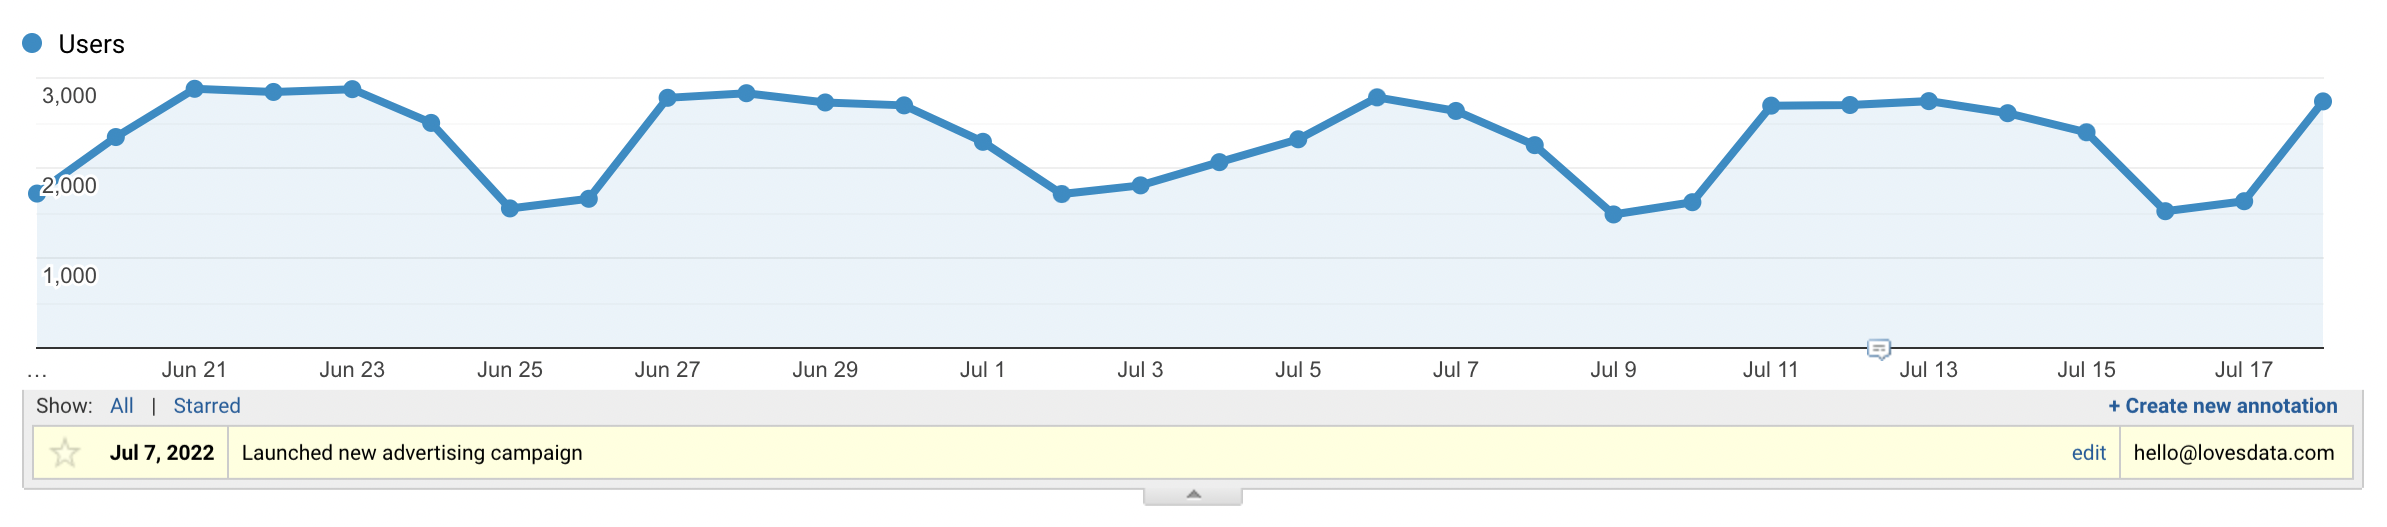 Users
3,000
2,000
1,000
... Jun 21 Jun 23 Jun 25 Jun 27 Jun 29 Jul 1 Jul 3 Jul 5 Jul 7 Jul 9 Jul 11 Jul 13 Jul 15 Jul 17
Show: All | Starred + Create new annotation
Jul 7, 2022 Launched new advertising campaign edit hello@lovesdata.com